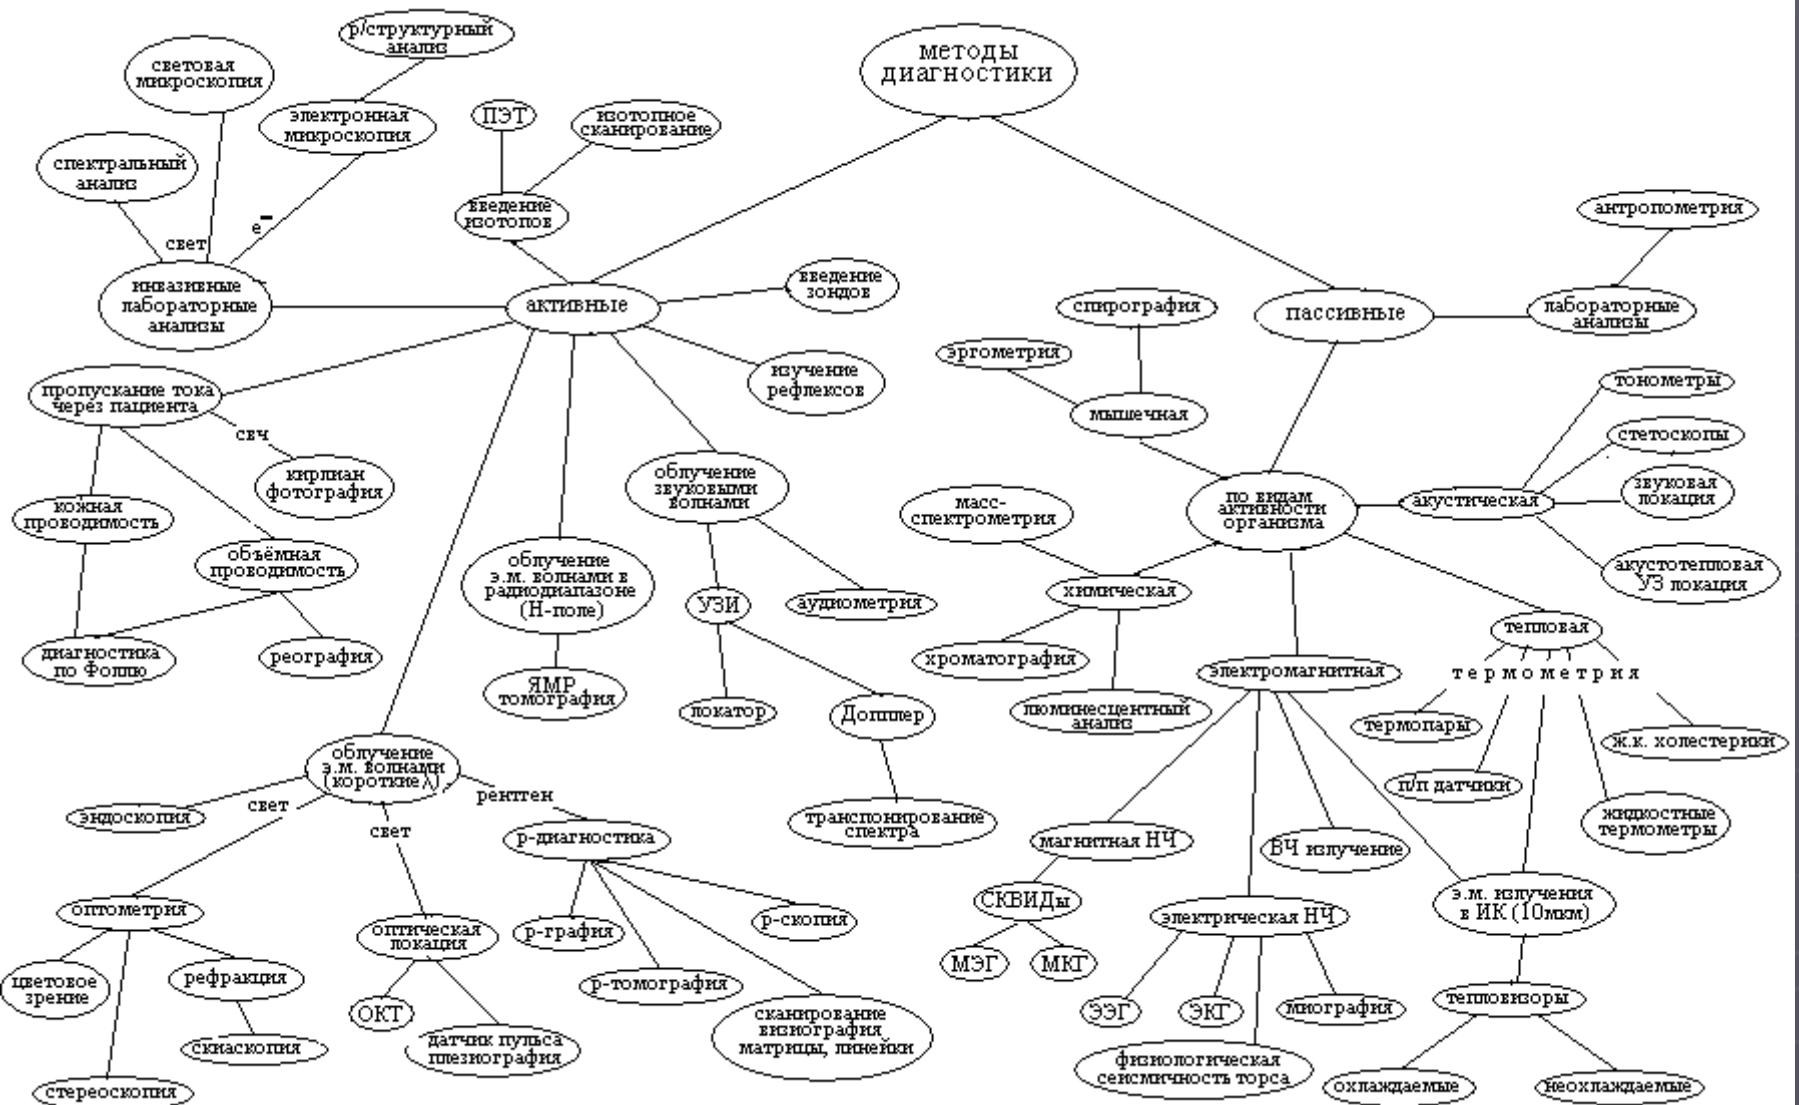 р/структурный
анализ
методы
диагностики
световая
микроскопия
электронная
микроскопия
ПЭТ
изотопное
сканирование
спектральный
анализ
введение
изотопов
антропометрия
e⁻
свет
инвазивные
лабораторные
анализы
активные
введение
зондов
спирография
пассивные
лабораторные
анализы
эргометрия
изучение
рефлексов
пропускание тока
через пациента
мышечная
тонометры
свч
стетоскопы
кирлиан
фотография
облучение
звуковыми
волнами
масс-
спектрометрия
по видам
активности
организма
акустическая
звуковая
локация
кожная
проводимость
объёмная
проводимость
облучение
э.м. волнами в
радиодапазоне
(Н-поле)
УЗИ
аудиометрия
химическая
акустотепловая
УЗ локация
тепловая
диагностика
по Фоллю
реография
ЯМР
томография
хроматография
электромагнитная
термометрия
локатор
Допплер
люминесцентный
анализ
термопары
ж.к. холестерики
облучение
э.м. волнами
(короткие λ)
п/п датчики
эндоскопия
свет
рентген
свет
транспонирование
спектра
жидкостные
термометры
р-диагностика
магнитная НЧ
ВЧ излучение
оптометрия
оптическая
локация
р-графия
р-скопия
СКВИДы
электрическая НЧ
э.м. излучения
в ИК (10мкм)
цветовое
зрение
рефракция
р-томография
МЭГ
МКГ
ОКТ
ЭЭГ
ЭКГ
миография
тепловизоры
скиаскопия
датчик пульса
плезиография
сканирование
визиография
матрицы, линейки
физиологическая
сеисмичность торса
стереоскопия
охлаждаемые
неохлаждаемые